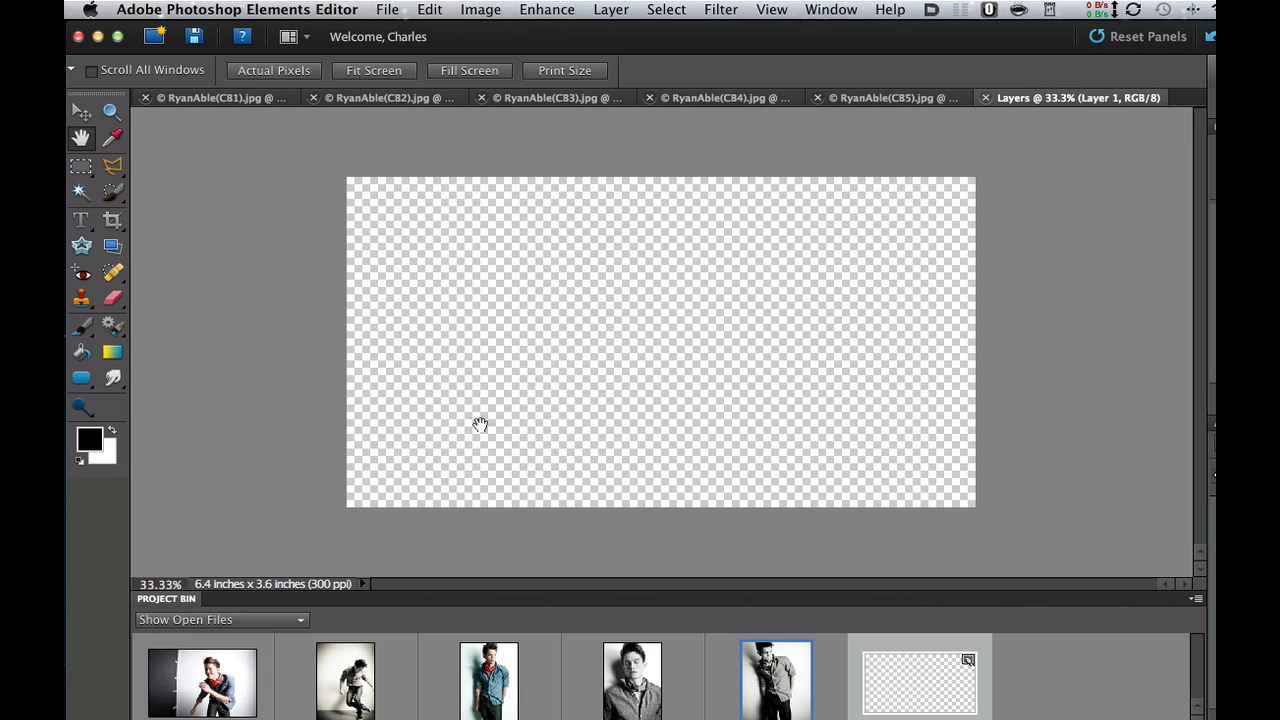 Adobe Photoshop Elements Editor File Edit Image Enhance Layer Select Filter View Window Help 0 B/s
0 B/s
Welcome, Charles Reset Panels
Scroll All Windows Actual Pixels Fit Screen Fill Screen Print Size
© RyanAble(CB1).jpg @ ... © RyanAble(CB2).jpg @ ... © RyanAble(CB3).jpg @ ... © RyanAble(CB4).jpg @ ... © RyanAble(CB5).jpg @ ... Layers @ 33.3% (Layer 1, RGB/8)
33.33% 6.4 inches x 3.6 inches (300 ppi)
PROJECT BIN
Show Open Files